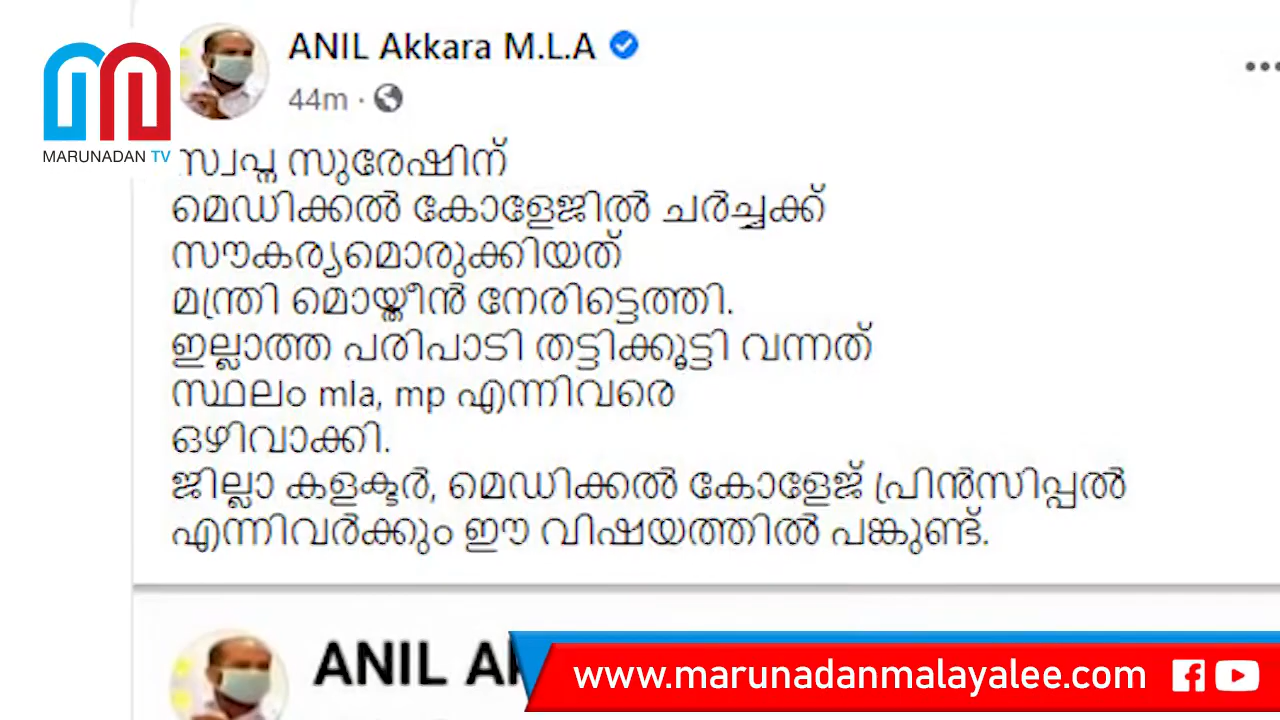 ANIL Akkara M.L.A
44m
MARUNADAN TV
സ്വപ്ന സുരേഷിന്
മെഡിക്കൽ കോളേജിൽ ചർച്ചക്ക്
സൗകര്യമൊരുക്കിയത്
മന്ത്രി മൊയ്തീൻ നേരിട്ടെത്തി.
ഇല്ലാത്ത പരിപാടി തട്ടിക്കൂട്ടി വന്നത്
സ്ഥലം mla, mp എന്നിവരെ
ഒഴിവാക്കി.
ജില്ലാ കളക്ടർ, മെഡിക്കൽ കോളേജ് പ്രിൻസിപ്പൽ
എന്നിവർക്കും ഈ വിഷയത്തിൽ പങ്കുണ്ട്.
ANIL
www.marunadanmalayalee.com